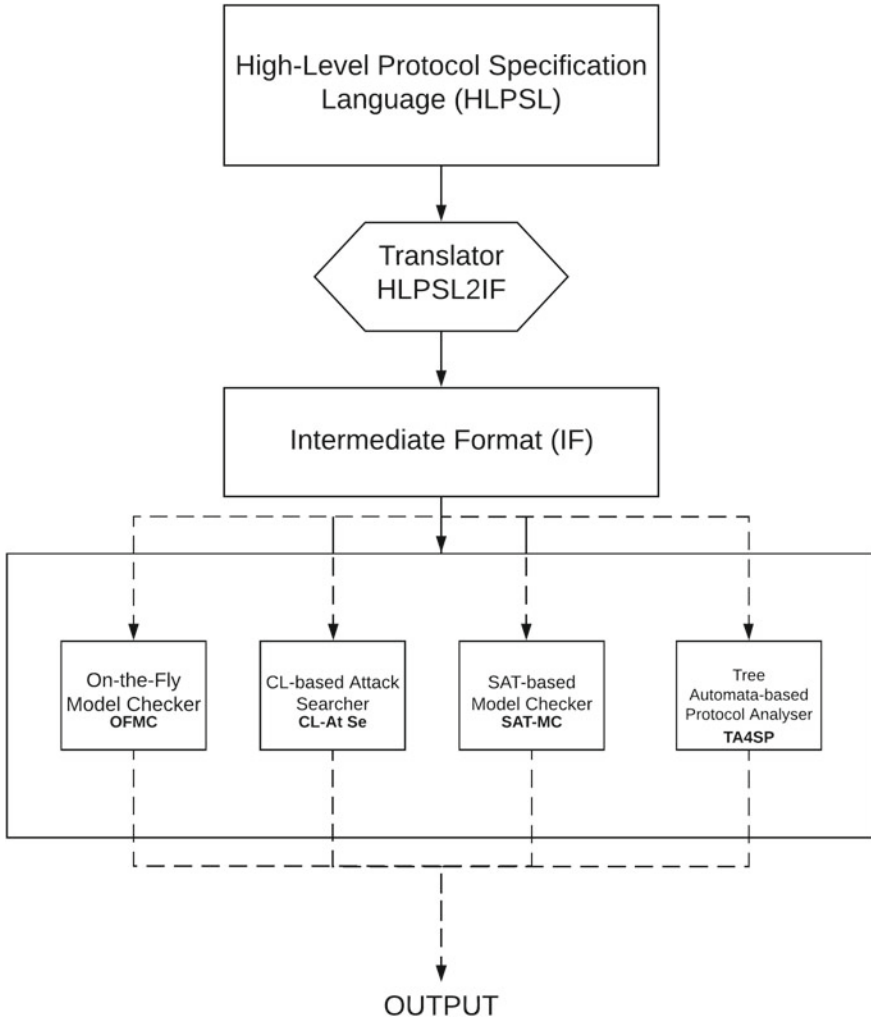 High-Level Protocol Specification
Language (HLPSL)
Translator
HLPSL2IF
Intermediate Format (IF)
On-the-Fly
Model Checker
OFMC
CL-based Attack
Searcher
CL-At Se
SAT-based
Model Checker
SAT-MC
Tree
Automata-based
Protocol Analyser
TA4SP
OUTPUT